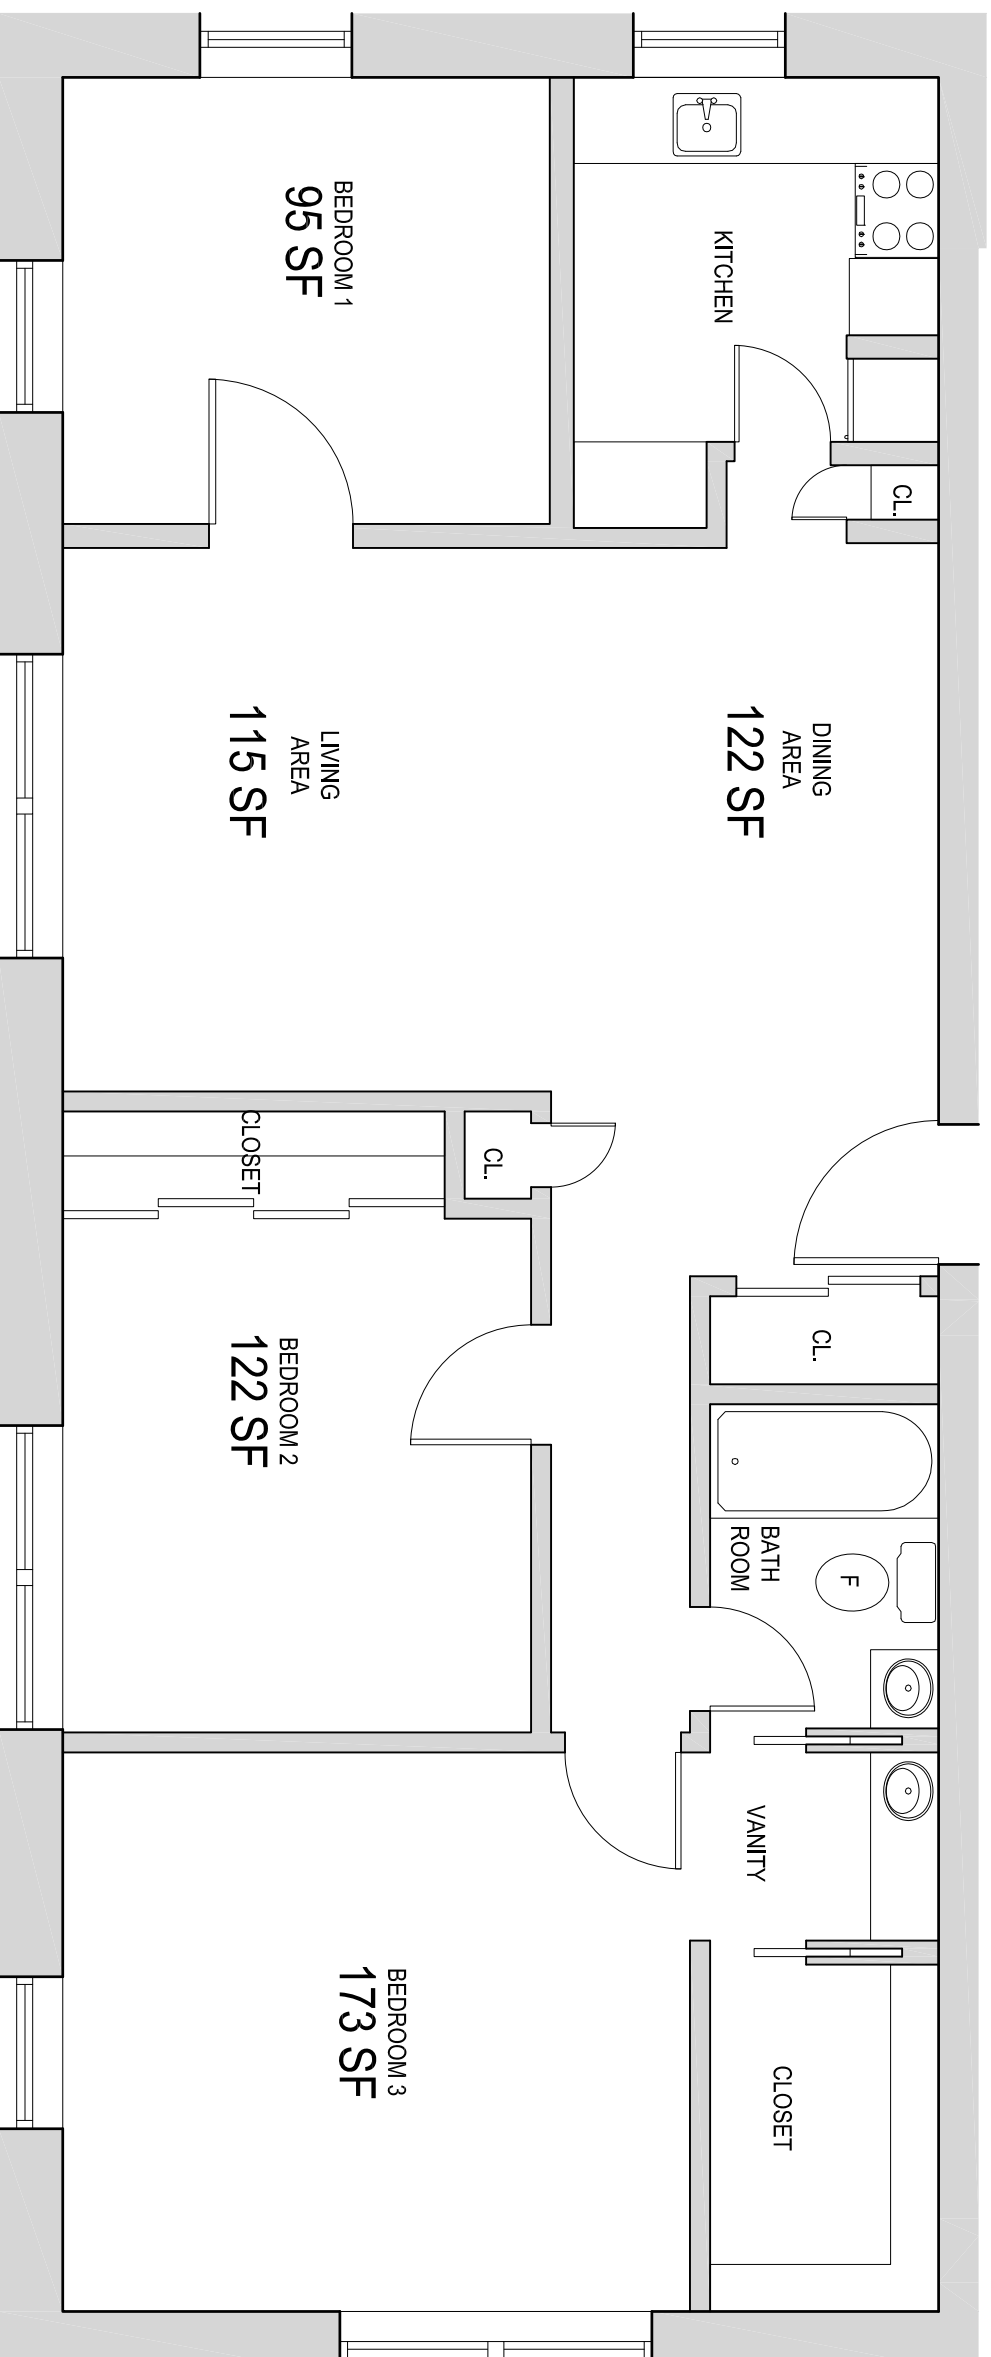 BEDROOM 1
95 SF
KITCHEN
CL.
DINING
AREA
122 SF
LIVING
AREA
115 SF
CLOSET
CL.
CL.
BEDROOM 2
122 SF
BATH
ROOM
F
VANITY
BEDROOM 3
173 SF
CLOSET